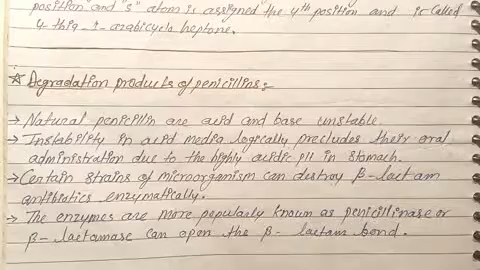 position and "s" atom is assigned the 4th position and is called
4-thia-1-azabicyclo heptone.
☆ Degradation products of penicillins:
→ Natural penicillin are acid and base unstable
→ Instability in acid media logically precludes their oral
administration due to the highly acidic pH in stomach.
→ Certain strains of microorganism can destroy β-lactam
antibiotics enzymatically.
→ The enzymes are more popularly known as penicillinase or
β-lactamase can open the β-lactam bond.